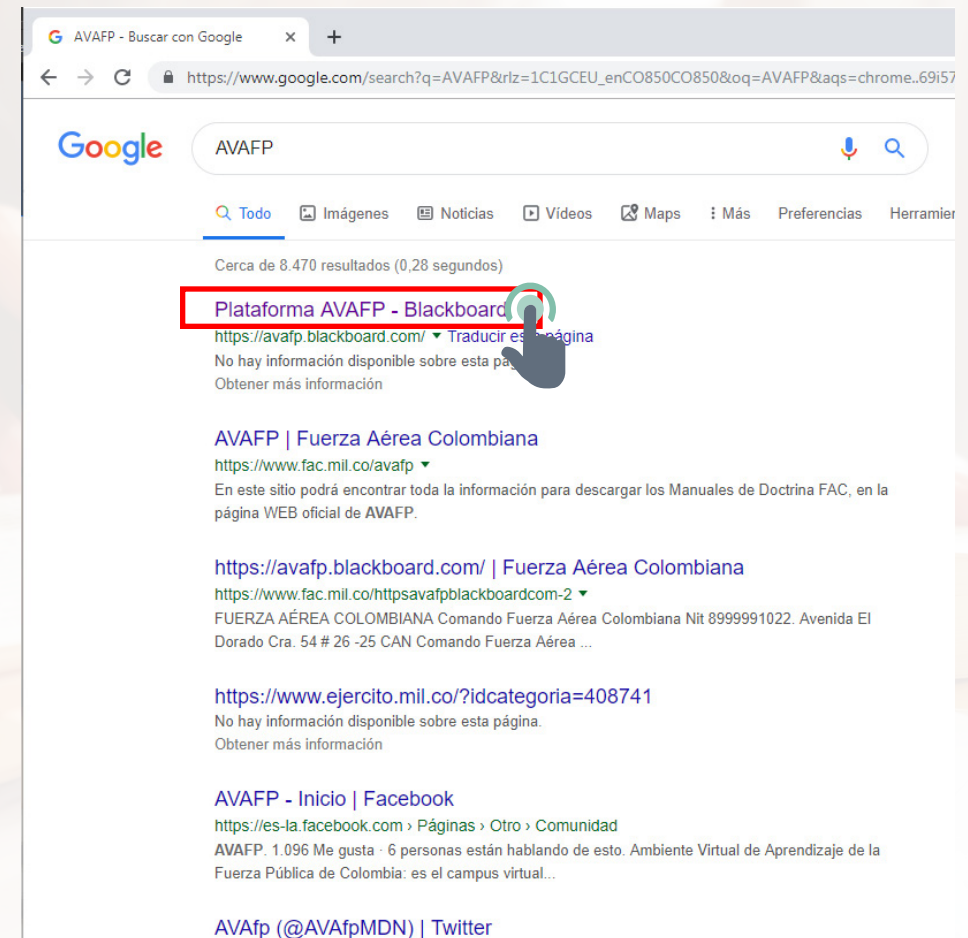 AVAFP - Buscar con Google
https://www.google.com/search?q=AVAFP&rlz=1C1GCEU_enCO850CO850&oq=AVAFP&aqs=chrome..69i57
Google
AVAFP
Todo Imágenes Noticias Vídeos Maps Más Preferencias Herramier
Cerca de 8.470 resultados (0,28 segundos)
Plataforma AVAFP - Blackboard
https://avafp.blackboard.com/ Traducir esta página
No hay información disponible sobre esta
Obtener más información
AVAFP | Fuerza Aérea Colombiana
https://www.fac.mil.co/avafp
En este sitio podrá encontrar toda la información para descargar los Manuales de Doctrina FAC, en la
página WEB oficial de AVAFP.
https://avafp.blackboard.com/ | Fuerza Aérea Colombiana
https://www.fac.mil.co/httpsavafpblackboardcom-2
FUERZA AÉREA COLOMBIANA Comando Fuerza Aérea Colombiana Nit 8999991022. Avenida El
Dorado Cra. 54 # 26 -25 CAN Comando Fuerza Aérea ...
https://www.ejercito.mil.co/?idcategoria=408741
No hay información disponible sobre esta página.
Obtener más información
AVAFP - Inicio | Facebook
https://es-la.facebook.com › Páginas › Otro › Comunidad
AVAFP. 1.096 Me gusta · 6 personas están hablando de esto. Ambiente Virtual de Aprendizaje de la
Fuerza Pública de Colombia: es el campus virtual...
AVAfp (@AVAfpMDN) | Twitter